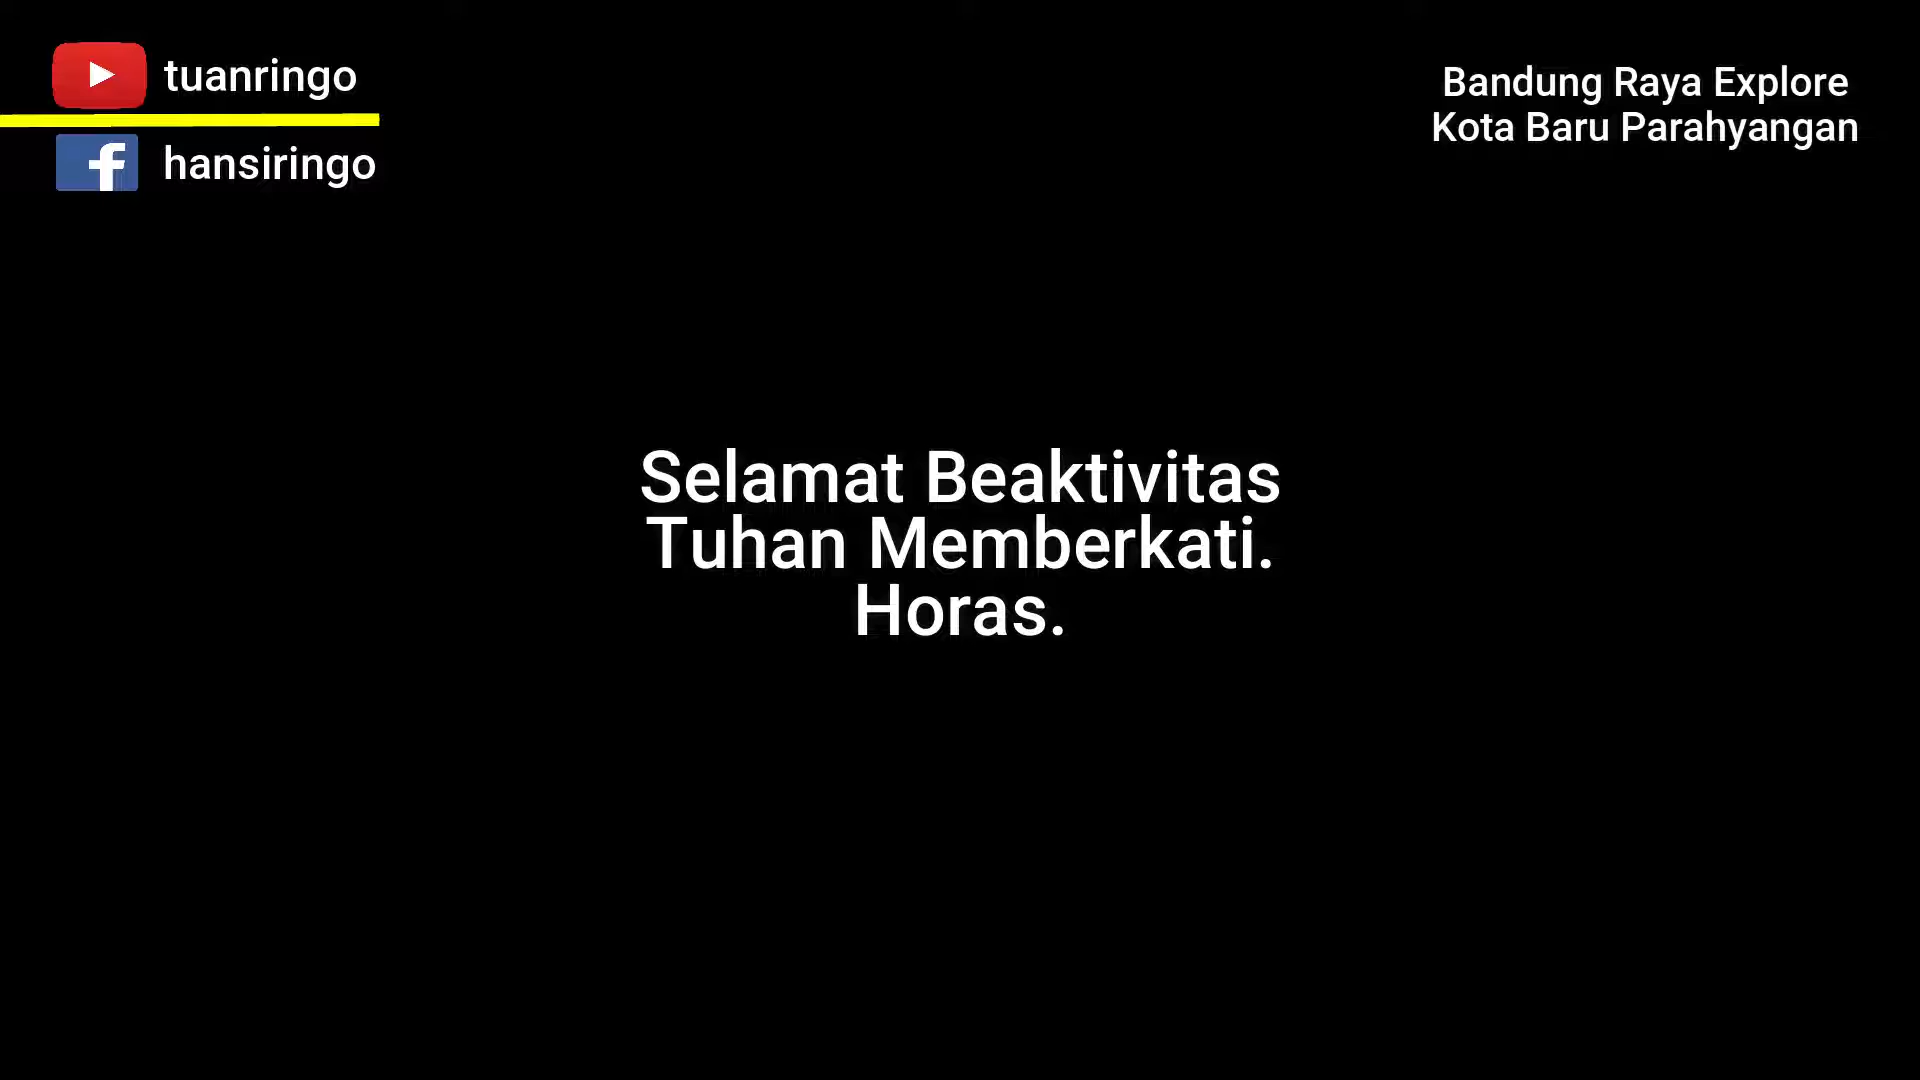 tuanringo
hansiringo
Bandung Raya Explore
Kota Baru Parahyangan
Selamat Beaktivitas
Tuhan Memberkati.
Horas.